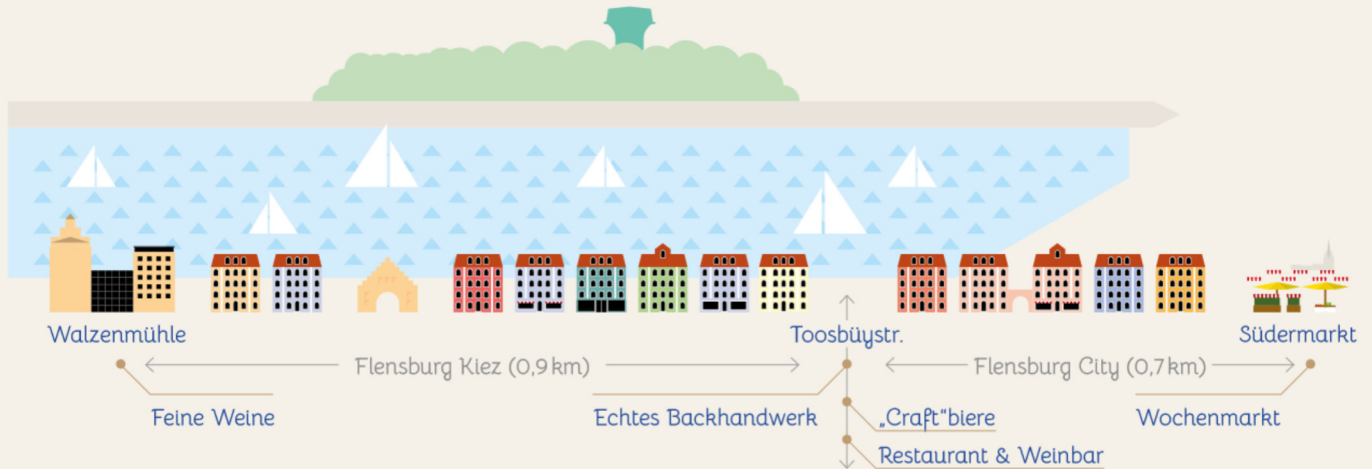 Walzenmühle
Toosbüystr.
Südermarkt
Flensburg Kiez (0,9 km)
Flensburg City (0,7 km)
Feine Weine
Echtes Backhandwerk
„Craft“biere
Wochenmarkt
Restaurant & Weinbar